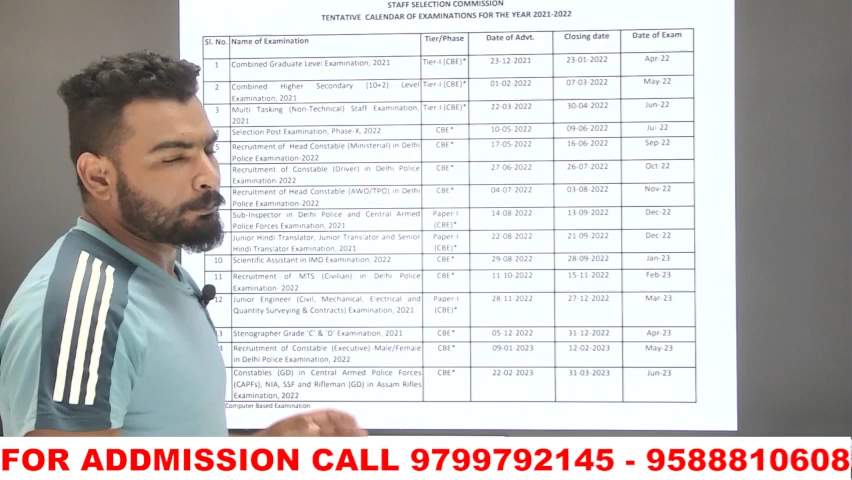 STAFF SELECTION COMMISSION
TENTATIVE CALENDAR OF EXAMINATIONS FOR THE YEAR 2021-2022
Sl. No. Name of Examination Tier/Phase Date of Advt. Closing date Date of Exam
1 Combined Graduate Level Examination, 2021 Tier-I (CBE)* 23-12-2021 23-01-2022 Apr-22
2 Combined Higher Secondary (10+2) Level Tier-I (CBE)* 01-02-2022 07-03-2022 May-22
Examination, 2021
3 Multi Tasking (Non-Technical) Staff Examination, Tier-I (CBE)* 22-03-2022 30-04-2022 Jun-22
2021
Selection Post Examination, Phase-X, 2022 CBE* 10-05-2022 09-06-2022 Jul-22
5 Recruitment of Head Constable (Ministerial) in Delhi CBE* 17-05-2022 16-06-2022 Sep-22
Police Examination-2022
Recruitment of Constable (Driver) in Delhi Police CBE* 27-06-2022 26-07-2022 Oct-22
Examination-2022
Recruitment of Head Constable (AWO/TPO) in Delhi CBE* 04-07-2022 03-08-2022 Nov-22
Police Examination-2022
Sub-Inspector in Delhi Police and Central Armed Paper-I 14-08-2022 13-09-2022 Dec-22
Police Forces Examination, 2021 (CBE)*
Junior Hindi Translator, Junior Translator and Senior Paper-I 22-08-2022 21-09-2022 Dec-22
Hindi Translator Examination, 2021 (CBE)*
10 Scientific Assistant in IMD Examination, 2021 CBE* 29-08-2022 28-09-2022 Jan-23
11 Recruitment of MTS (Civilian) in Delhi Police CBE* 11-10-2022 15-11-2022 Feb-23
Examination- 2022
12 Junior Engineer (Civil, Mechanical, Electrical and Paper-I 28-11-2022 27-12-2022 Mar-23
Quantity Surveying & Contracts) Examination, 2021 (CBE)*
13 Stenographer Grade 'C' & 'D' Examination, 2021 CBE* 05-12-2022 31-12-2022 Apr-23
Recruitment of Constable (Executive) Male/Female CBE* 09-01-2023 12-02-2023 May-23
in Delhi Police Examination, 2022
Constables (GD) in Central Armed Police Forces CBE* 22-02-2023 31-03-2023 Jun-23
(CAPFs), NIA, SSF and Rifleman (GD) in Assam Rifles
Examination, 2022
Computer Based Examination
FOR ADDMISSION CALL 9799792145 - 9588810608